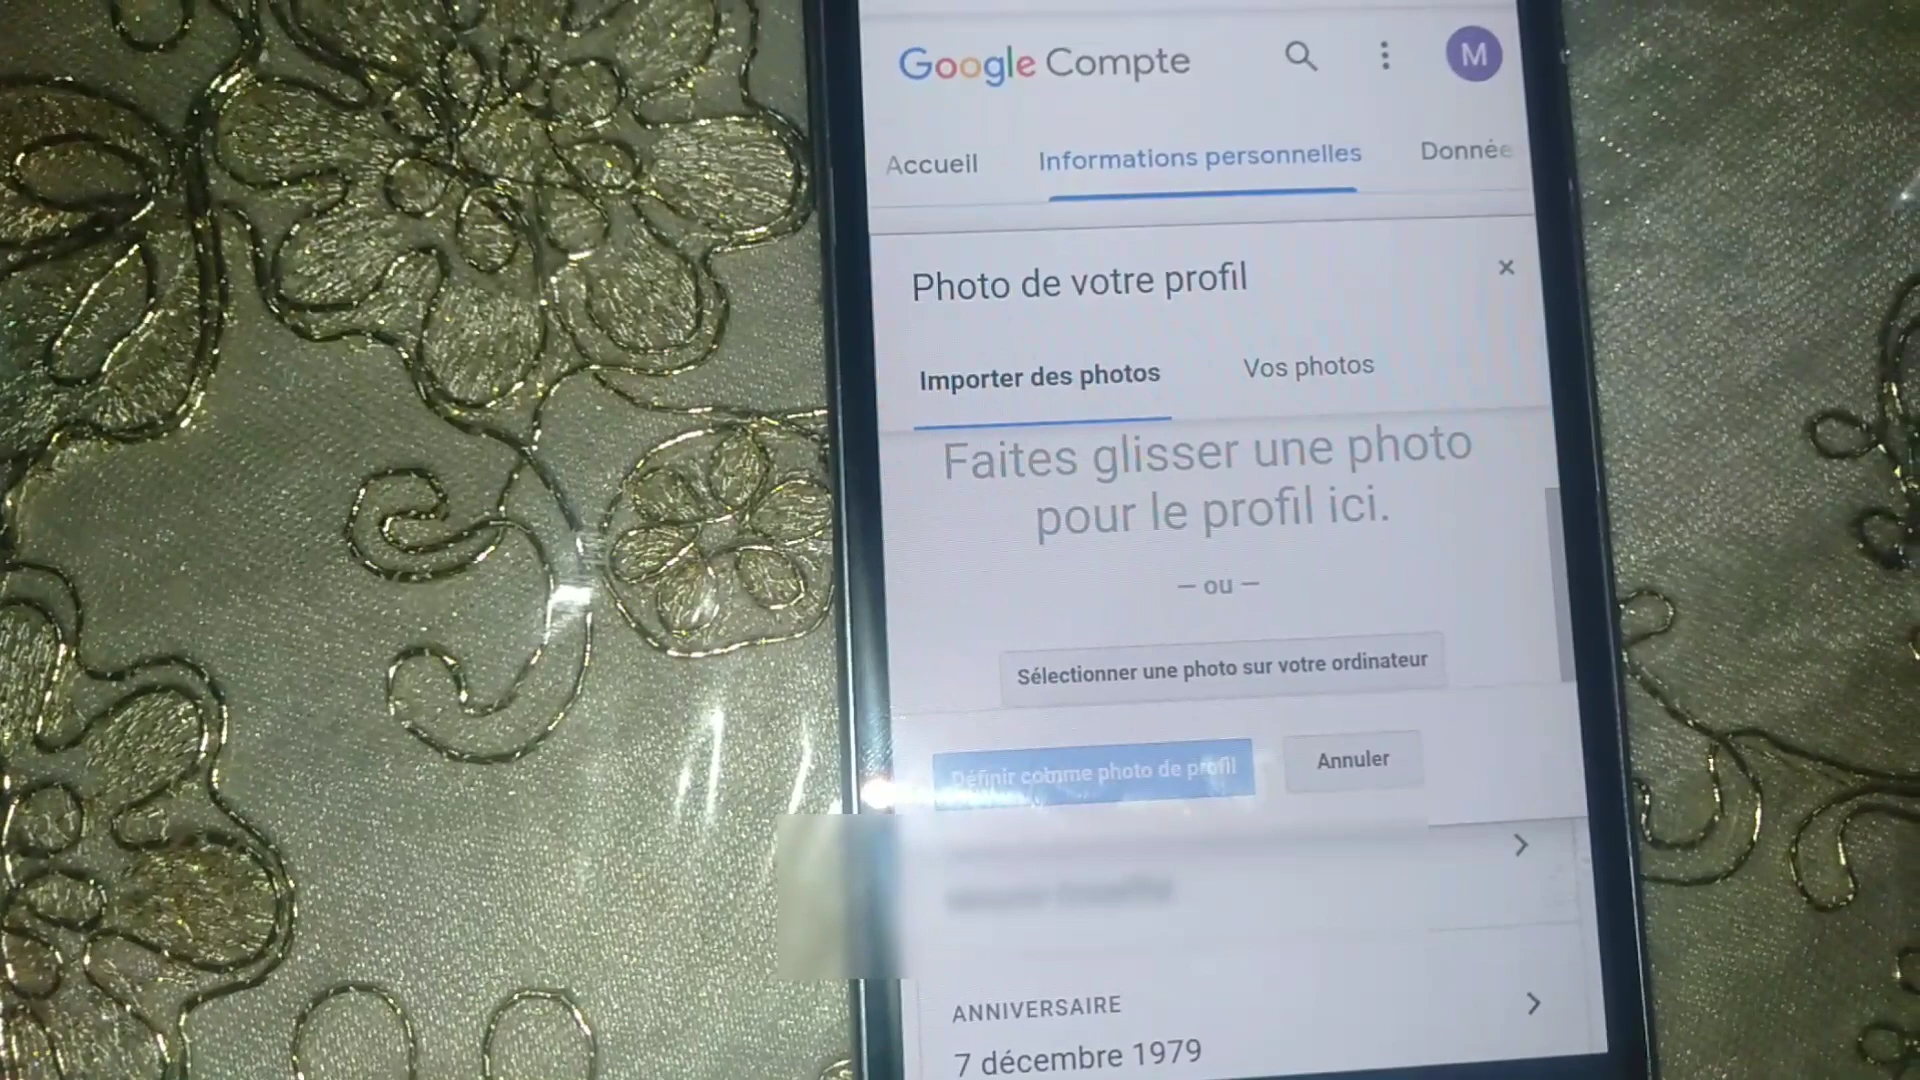 Google Compte
M
Accueil Informations personnelles Donnée
Photo de votre profil
×
Importer des photos Vos photos
Faites glisser une photo
pour le profil ici.
— ou —
Sélectionner une photo sur votre ordinateur
Définir comme photo de profil Annuler
ANNIVERSAIRE
7 décembre 1979